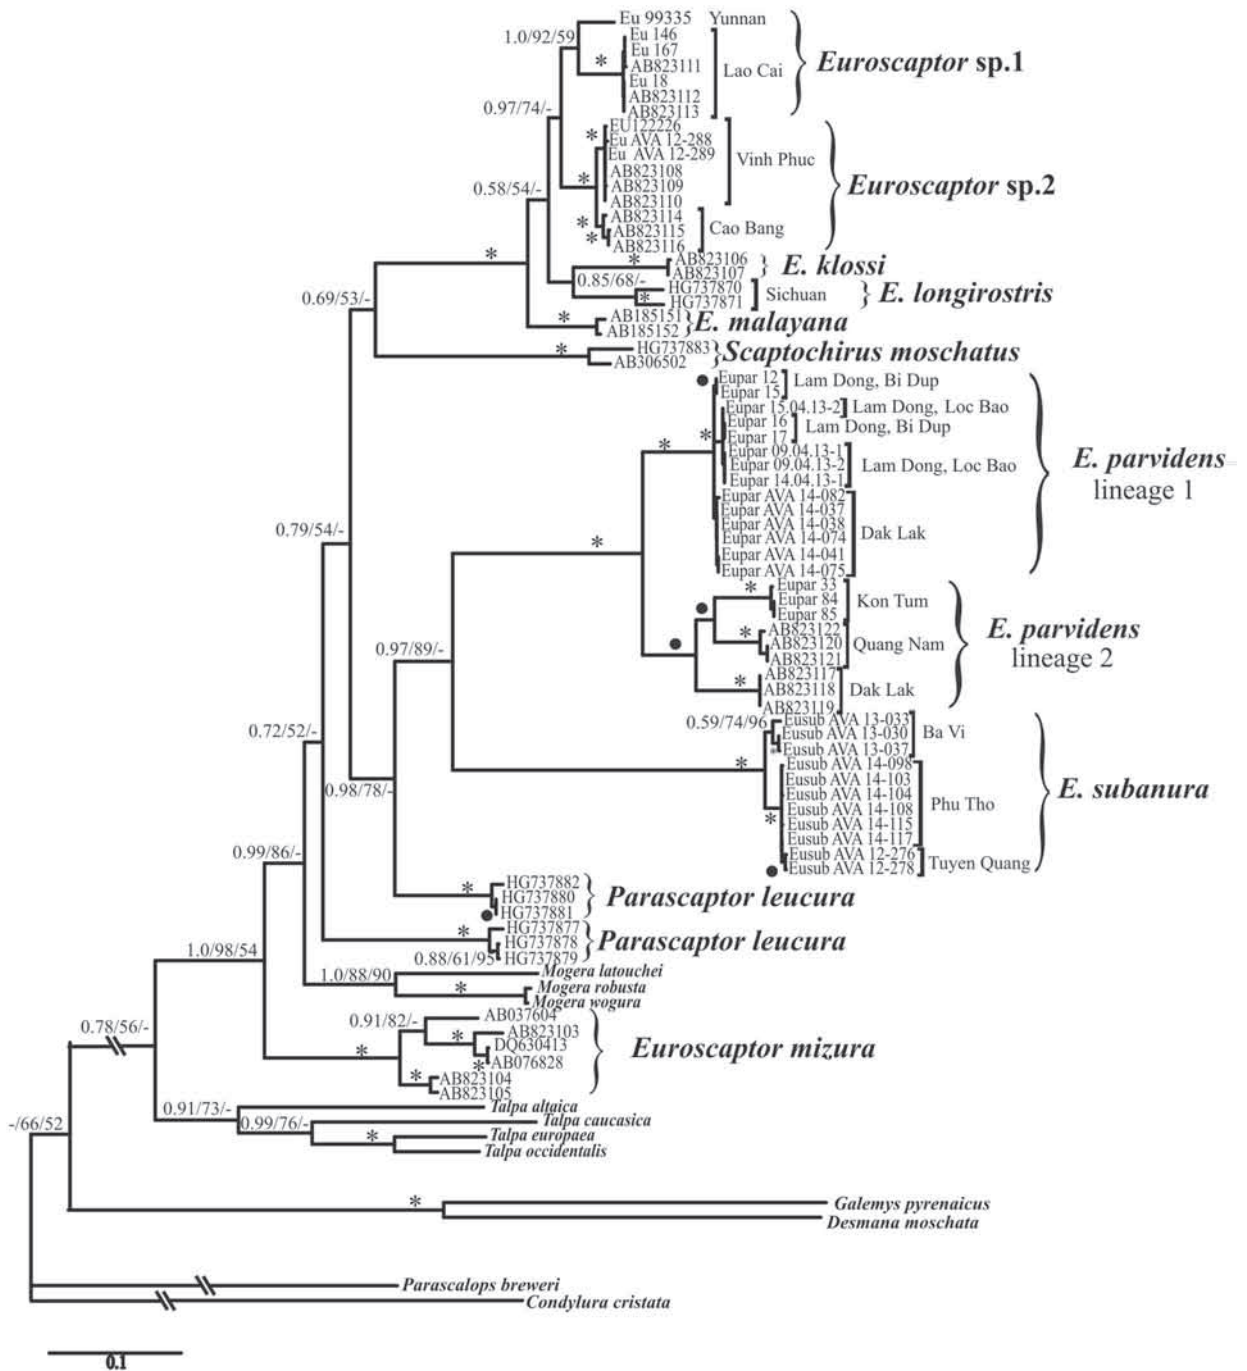 Eu 99335 Yunnan
1.0/92/59
Eu 146
Eu 167
*
AB823111
Lao Cai
Euroscaptor sp.1
Eu 18
AB823112
0.97/74/-
AB823113
EU122226
*
Eu AVA 12-288
Eu AVA 12-289
Vinh Phuc
AB823108
*
0.58/54/-
AB823109
Euroscaptor sp.2
AB823110
AB823114
*
AB823115
Cao Bang
*
AB823116
*
AB823106
*
E. klossi
AB823107
0.85/68/-
HG737870
Sichuan
E. longirostris
*
HG737871
0.69/53/-
AB185151
*
E. malayana
AB185152
HG737883
*
Scaptochirus moschatus
AB306502
Eupar 12
Lam Dong, Bi Dup
Eupar 15
Eupar 15.04.13-2
Lam Dong, Loc Bao
Eupar 16
Lam Dong, Bi Dup
Eupar 17
*
*
Eupar 09.04.13-1
Eupar 09.04.13-2
Lam Dong, Loc Bao
E. parvidens
lineage 1
Eupar 14.04.13-1
Eupar AVA 14-082
Eupar AVA 14-037
Eupar AVA 14-038
0.79/54/-
Dak Lak
Eupar AVA 14-074
*
Eupar AVA 14-041
Eupar AVA 14-075
Eupar 33
*
Eupar 84
Kon Tum
Eupar 85
AB823122
*
E. parvidens
lineage 2
AB823120
Quang Nam
0.97/89/-
AB823121
AB823117
*
AB823118
Dak Lak
AB823119
0.59/74/96
Eusub AVA 13-033
0.72/52/-
Eusub AVA 13-030
Ba Vi
Eusub AVA 13-037
*
*
Eusub AVA 14-098
Eusub AVA 14-103
0.98/78/-
Eusub AVA 14-104
Phu Tho
E. subanura
Eusub AVA 14-108
*
Eusub AVA 14-115
Eusub AVA 14-117
Eusub AVA 12-276
Tuyen Quang
0.99/86/-
Eusub AVA 12-278
HG737882
*
HG737880
Parascaptor leucura
HG737881
HG737877
*
HG737878
Parascaptor leucura
1.0/98/54
0.88/61/95
HG737879
1.0/88/90
Mogera latouchei
Mogera robusta
*
Mogera wogura
AB037604
0.91/82/-
0.78/56/-
AB823103
*
DQ630413
Euroscaptor mizura
*
AB076828
*
AB823104
*
AB823105
0.91/73/-
Talpa altaica
0.99/76/-
Talpa caucasica
-/66/52
Talpa europaea
*
Talpa occidentalis
*
Galemys pyrenaicus
Desmana moschata
Parascalops breweri
Condylura cristata
0.1